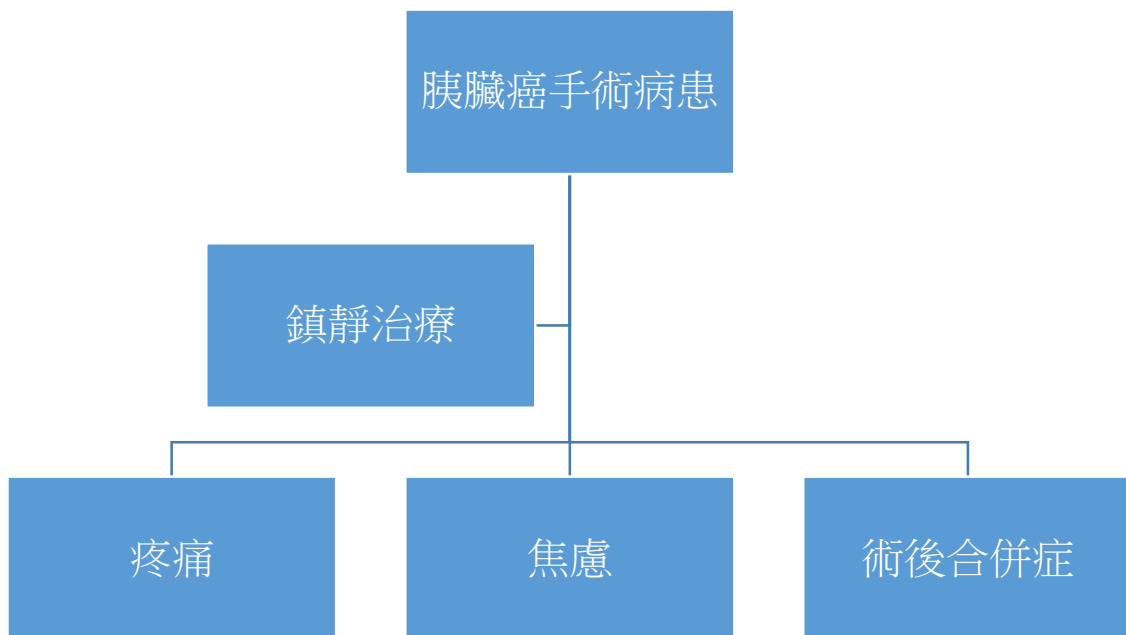 胰臟癌手術病患
鎮靜治療
疼痛
焦慮
術後合併症